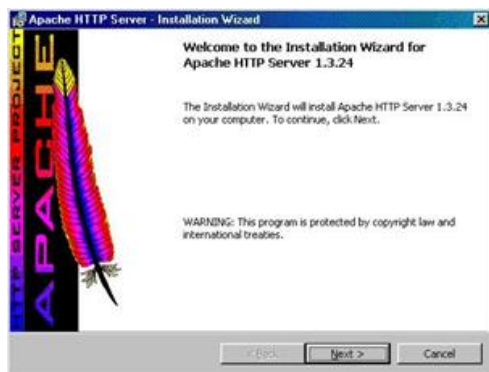 Apache HTTP Server - Installation Wizard
HTTP SERVER PROJECT
APACHE
Welcome to the Installation Wizard for
Apache HTTP Server 1.3.24
The Installation Wizard will install Apache HTTP Server 1.3.24
on your computer. To continue, click Next.
WARNING: This program is protected by copyright law and
international treaties.
< Back
Next >
Cancel